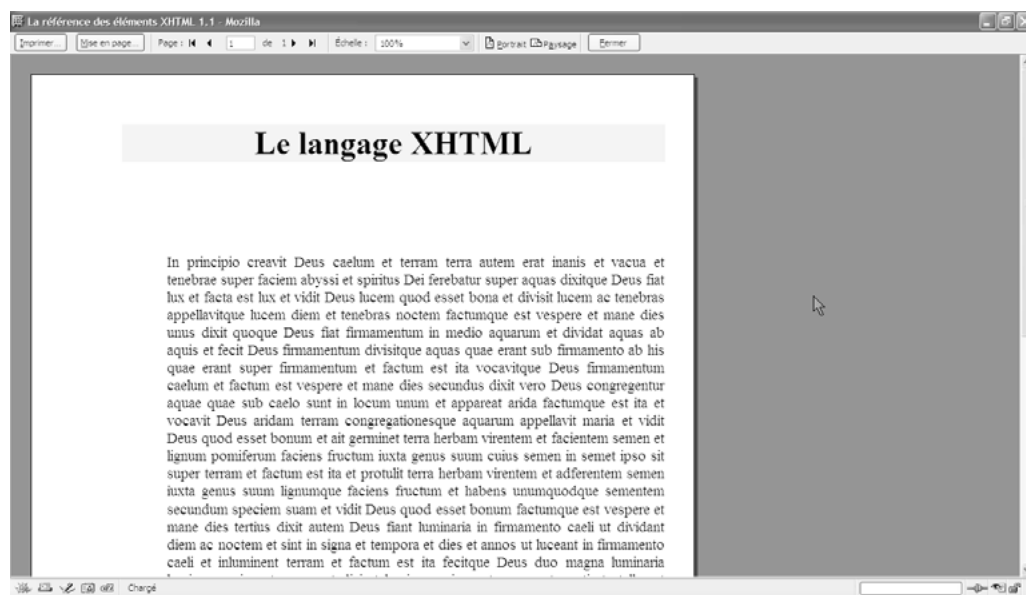 La référence des éléments XHTML 1.1 - Mozilla
Imprimer... Mise en page... Page : 1 de 1 Échelle : 100% Portrait Paysage Fermer
Le langage XHTML
In principio creavit Deus caelum et terram terra autem erat inanis et vacua et
tenebrae super faciem abyssi et spiritus Dei ferebatur super aquas dixitque Deus fiat
lux et facta est lux et vidit Deus lucem quod esset bona et divisit lucem ac tenebras
appellavitque lucem diem et tenebras noctem factumque est vespere et mane dies
unus dixit quoque Deus fiat firmamentum in medio aquarum et dividat aquas ab
aquis et fecit Deus firmamentum divisitque aquas quae erant sub firmamento ab his
quae erant super firmamentum et factum est ita vocavitque Deus firmamentum
caelum et factum est vespere et mane dies secundus dixit vero Deus congregentur
aquae quae sub caelo sunt in locum unum et appareat arida factumque est ita et
vocavit Deus aridam terram congregationesque aquarum appellavit maria et vidit
Deus quod esset bonum et ait germinet terra herbam virentem et facientem semen et
lignum pomiferum faciens fructum iuxta genus suum cuius semen in semet ipso sit
super terram et factum est ita et protulit terra herbam virentem et adferentem semen
iuxta genus suum lignumque faciens fructum et habens unumquodque sementem
secundum speciem suam et vidit Deus quod esset bonum factumque est vespere et
mane dies tertius dixit autem Deus fiant luminaria in firmamento caeli ut dividant
diem ac noctem et sint in signa et tempora et dies et annos ut luceant in firmamento
caeli et inluminent terram et factum est ita fecitque Deus duo magna luminaria
Chargé